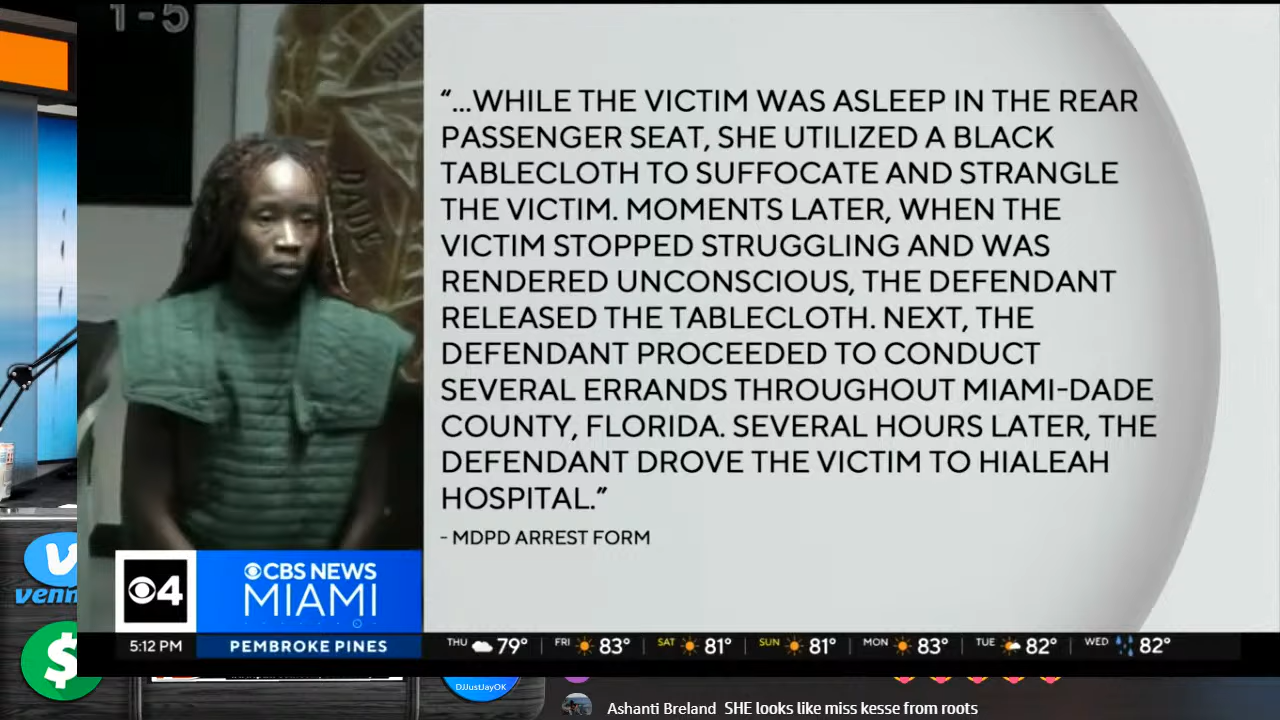 1-5
SHER
DADE
“...WHILE THE VICTIM WAS ASLEEP IN THE REAR
PASSENGER SEAT, SHE UTILIZED A BLACK
TABLECLOTH TO SUFFOCATE AND STRANGLE
THE VICTIM. MOMENTS LATER, WHEN THE
VICTIM STOPPED STRUGGLING AND WAS
RENDERED UNCONSCIOUS, THE DEFENDANT
RELEASED THE TABLECLOTH. NEXT, THE
DEFENDANT PROCEEDED TO CONDUCT
SEVERAL ERRANDS THROUGHOUT MIAMI-DADE
COUNTY, FLORIDA. SEVERAL HOURS LATER, THE
DEFENDANT DROVE THE VICTIM TO HIALEAH
HOSPITAL.”
- MDPD ARREST FORM
4
CBS NEWS
MIAMI
5:12 PM PEMBROKE PINES THU 79° FRI 83° SAT 81° SUN 81° MON 83° TUE 82° WED 82°
venm
$
DJJustJayOK
Ashanti Breland SHE looks like miss kesse from roots